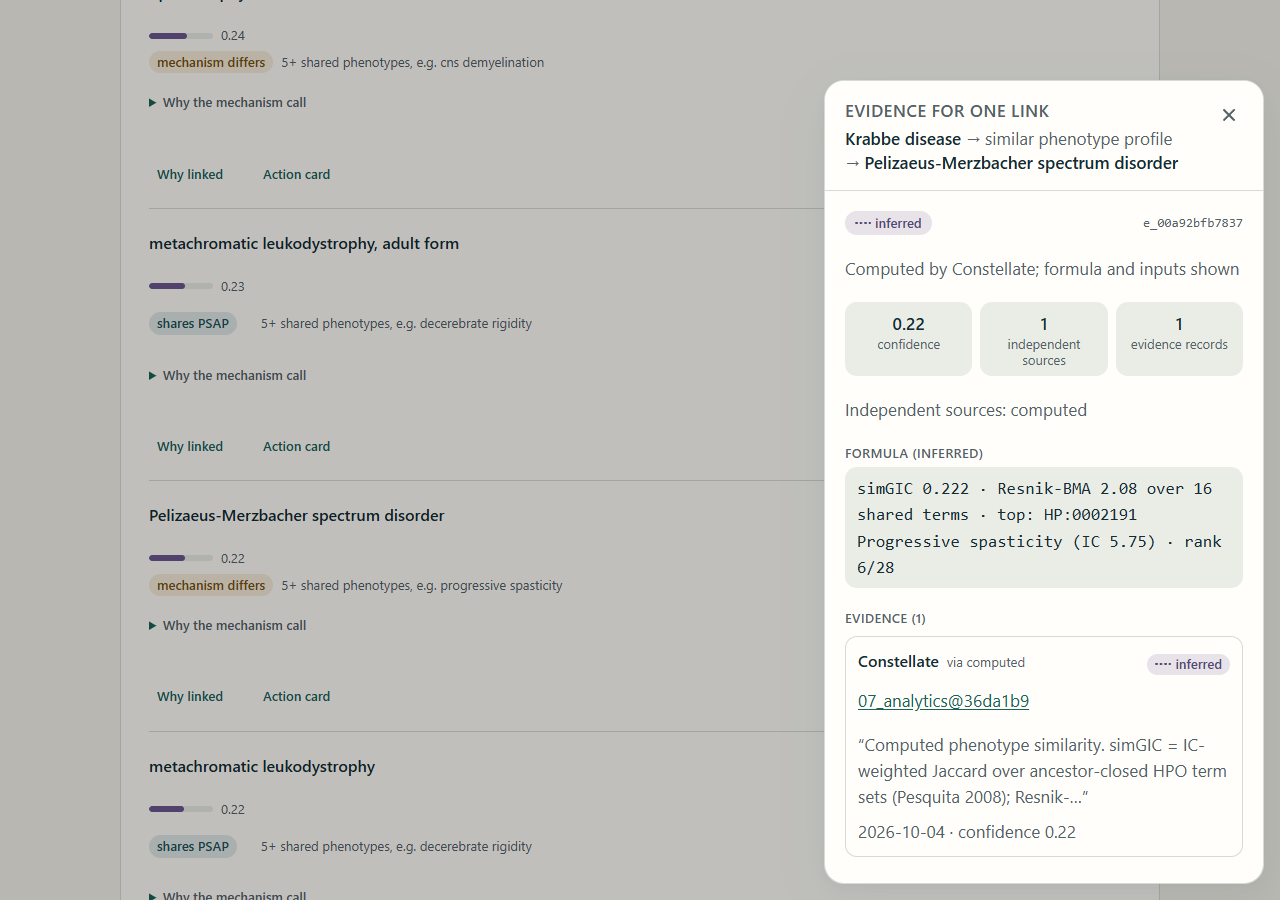 0.24
mechanism differs 5+ shared phenotypes, e.g. cns demyelination
Why the mechanism call
Why linked Action card
metachromatic leukodystrophy, adult form
0.23
shares PSAP 5+ shared phenotypes, e.g. decerebrate rigidity
Why the mechanism call
Why linked Action card
Pelizaeus-Merzbacher spectrum disorder
0.22
mechanism differs 5+ shared phenotypes, e.g. progressive spasticity
Why the mechanism call
Why linked Action card
metachromatic leukodystrophy
0.22
shares PSAP 5+ shared phenotypes, e.g. decerebrate rigidity
Why the mechanism call
EVIDENCE FOR ONE LINK
Krabbe disease → similar phenotype profile
→ Pelizaeus-Merzbacher spectrum disorder
inferred e_00a92bfb7837
Computed by Constellate; formula and inputs shown
0.22 1 1
confidence independent evidence records
sources
Independent sources: computed
FORMULA (INFERRED)
simGIC 0.222 · Resnik-BMA 2.08 over 16
shared terms · top: HP:0002191
Progressive spasticity (IC 5.75) · rank
6/28
EVIDENCE (1)
Constellate via computed inferred
07_analytics@36da1b9
“Computed phenotype similarity. simGIC = IC-
weighted Jaccard over ancestor-closed HPO term
sets (Pesquita 2008); Resnik-...”
2026-10-04 · confidence 0.22